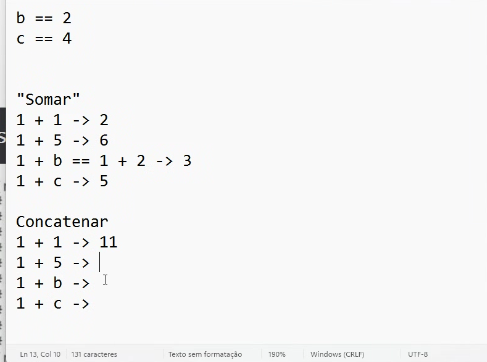 b == 2
c == 4
"Somar"
1 + 1 -> 2
1 + 5 -> 6
1 + b == 1 + 2 -> 3
1 + c -> 5
Concatenar
1 + 1 -> 11
1 + 5 ->
1 + b ->
1 + c ->
Ln 13, Col 10 131 caracteres Texto sem formatação 190% Windows (CRLF) UTF-8